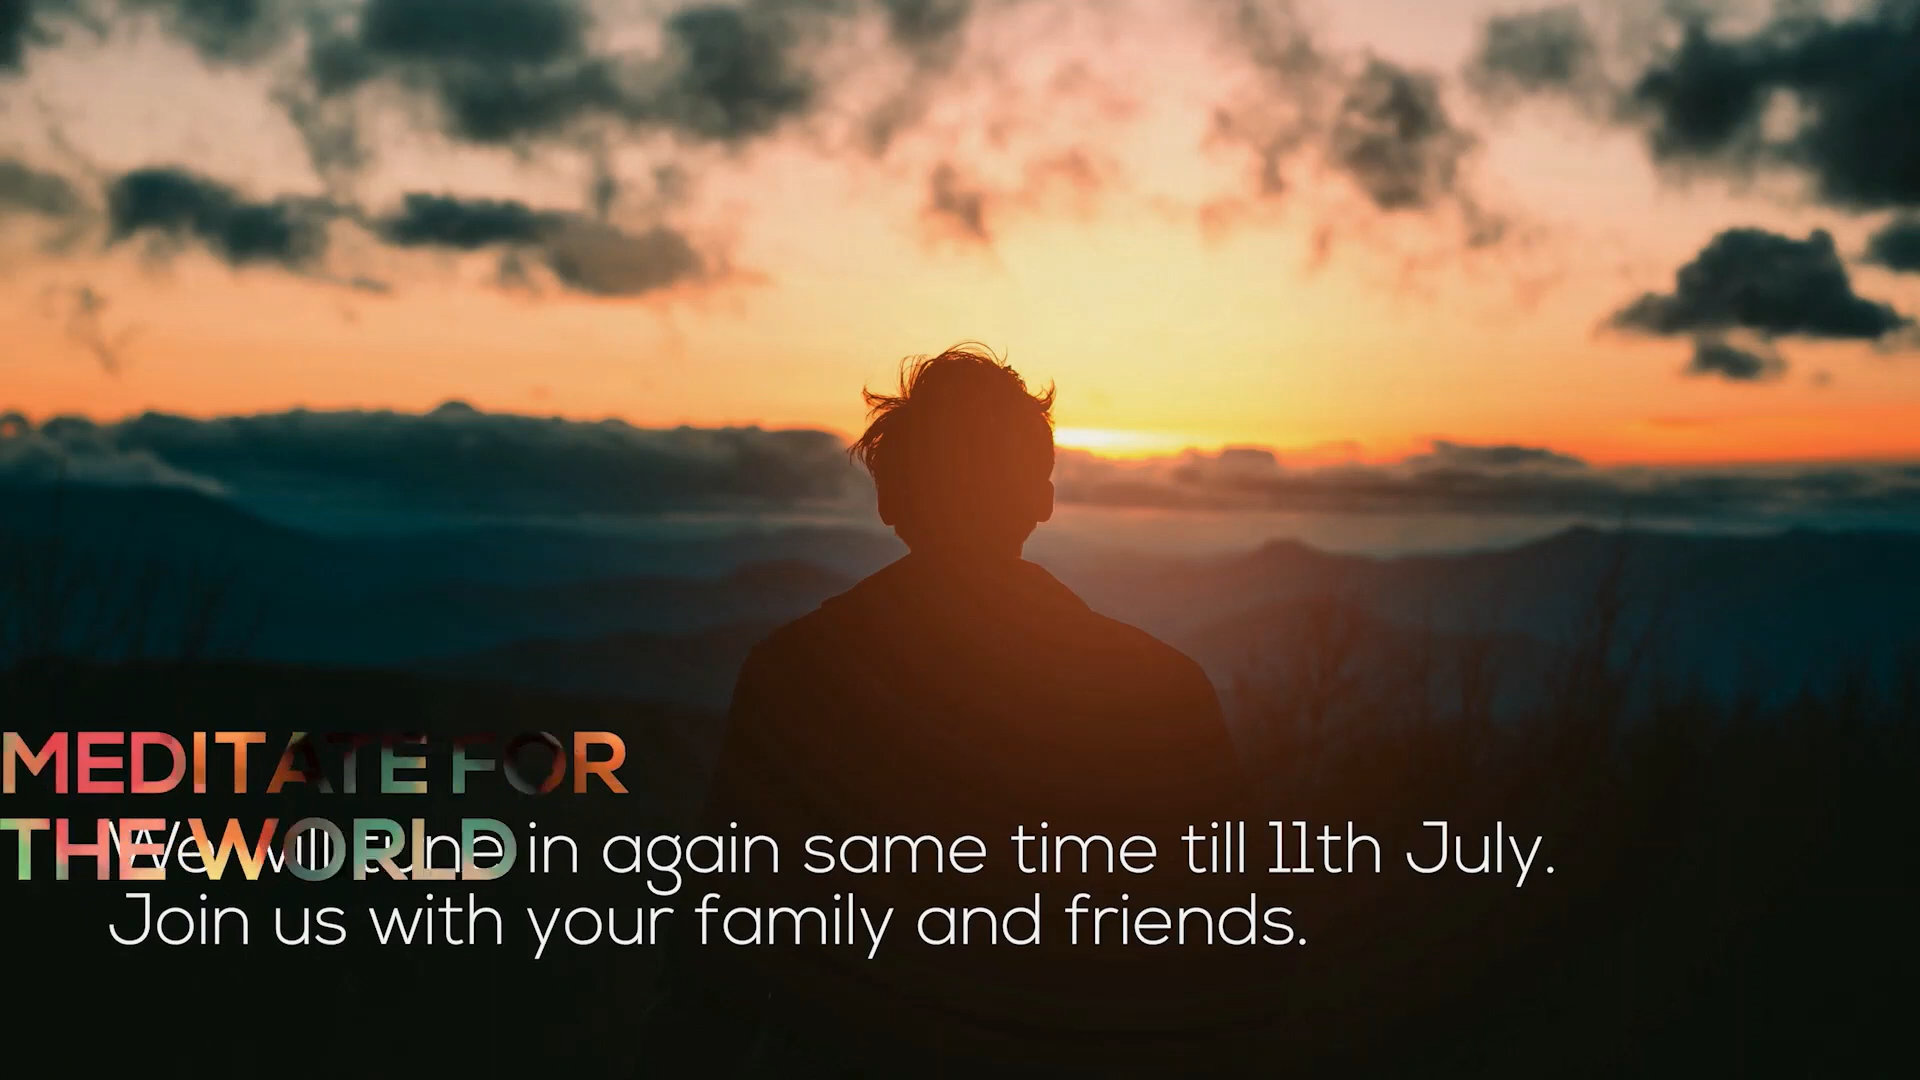 MEDITATE FOR
THE WORLD
We will tune in again same time till 11th July.
Join us with your family and friends.